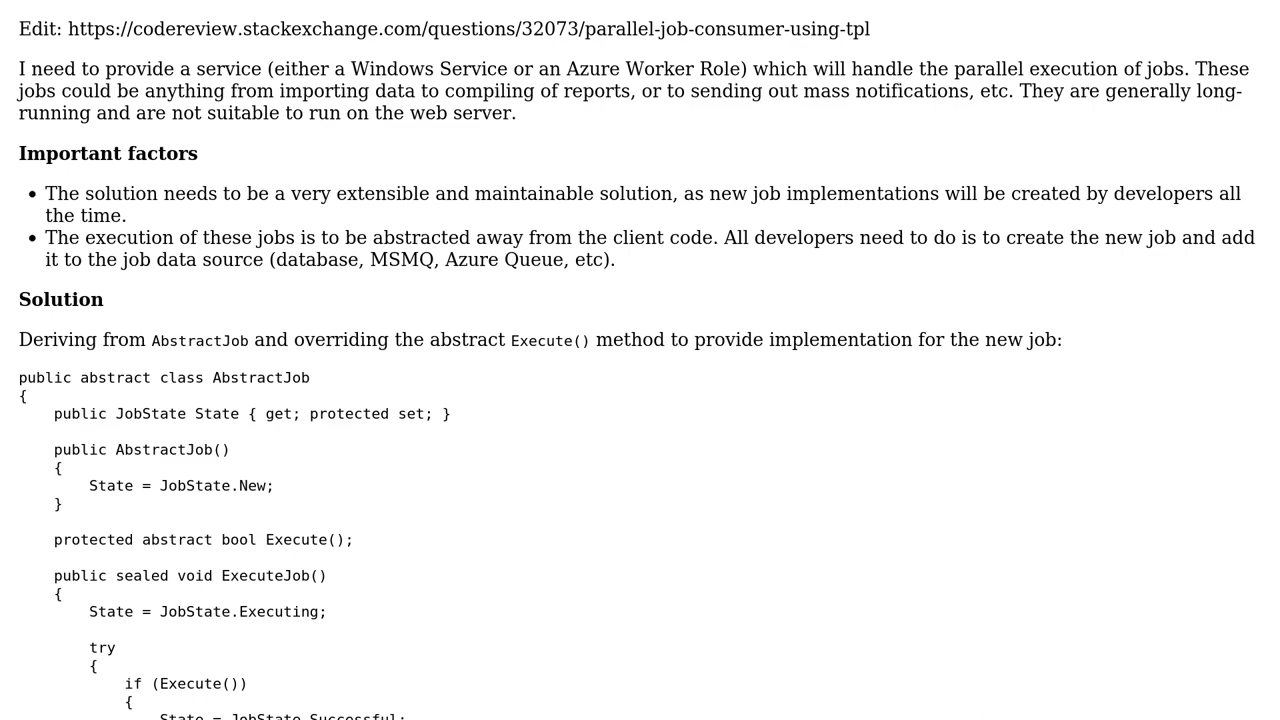 Edit: https://codereview.stackexchange.com/questions/32073/parallel-job-consumer-using-tpl
I need to provide a service (either a Windows Service or an Azure Worker Role) which will handle the parallel execution of jobs. These
jobs could be anything from importing data to compiling of reports, or to sending out mass notifications, etc. They are generally long-
running and are not suitable to run on the web server.
Important factors
• The solution needs to be a very extensible and maintainable solution, as new job implementations will be created by developers all
the time.
• The execution of these jobs is to be abstracted away from the client code. All developers need to do is to create the new job and add
it to the job data source (database, MSMQ, Azure Queue, etc).
Solution
Deriving from AbstractJob and overriding the abstract Execute() method to provide implementation for the new job:
public abstract class AbstractJob
{
    public JobState State { get; protected set; }
    public AbstractJob()
    {
        State = JobState.New;
    }
    protected abstract bool Execute();
    public sealed void ExecuteJob()
    {
        State = JobState.Executing;
        try
        {
            if (Execute())
            {
                State = JobState.Successful;